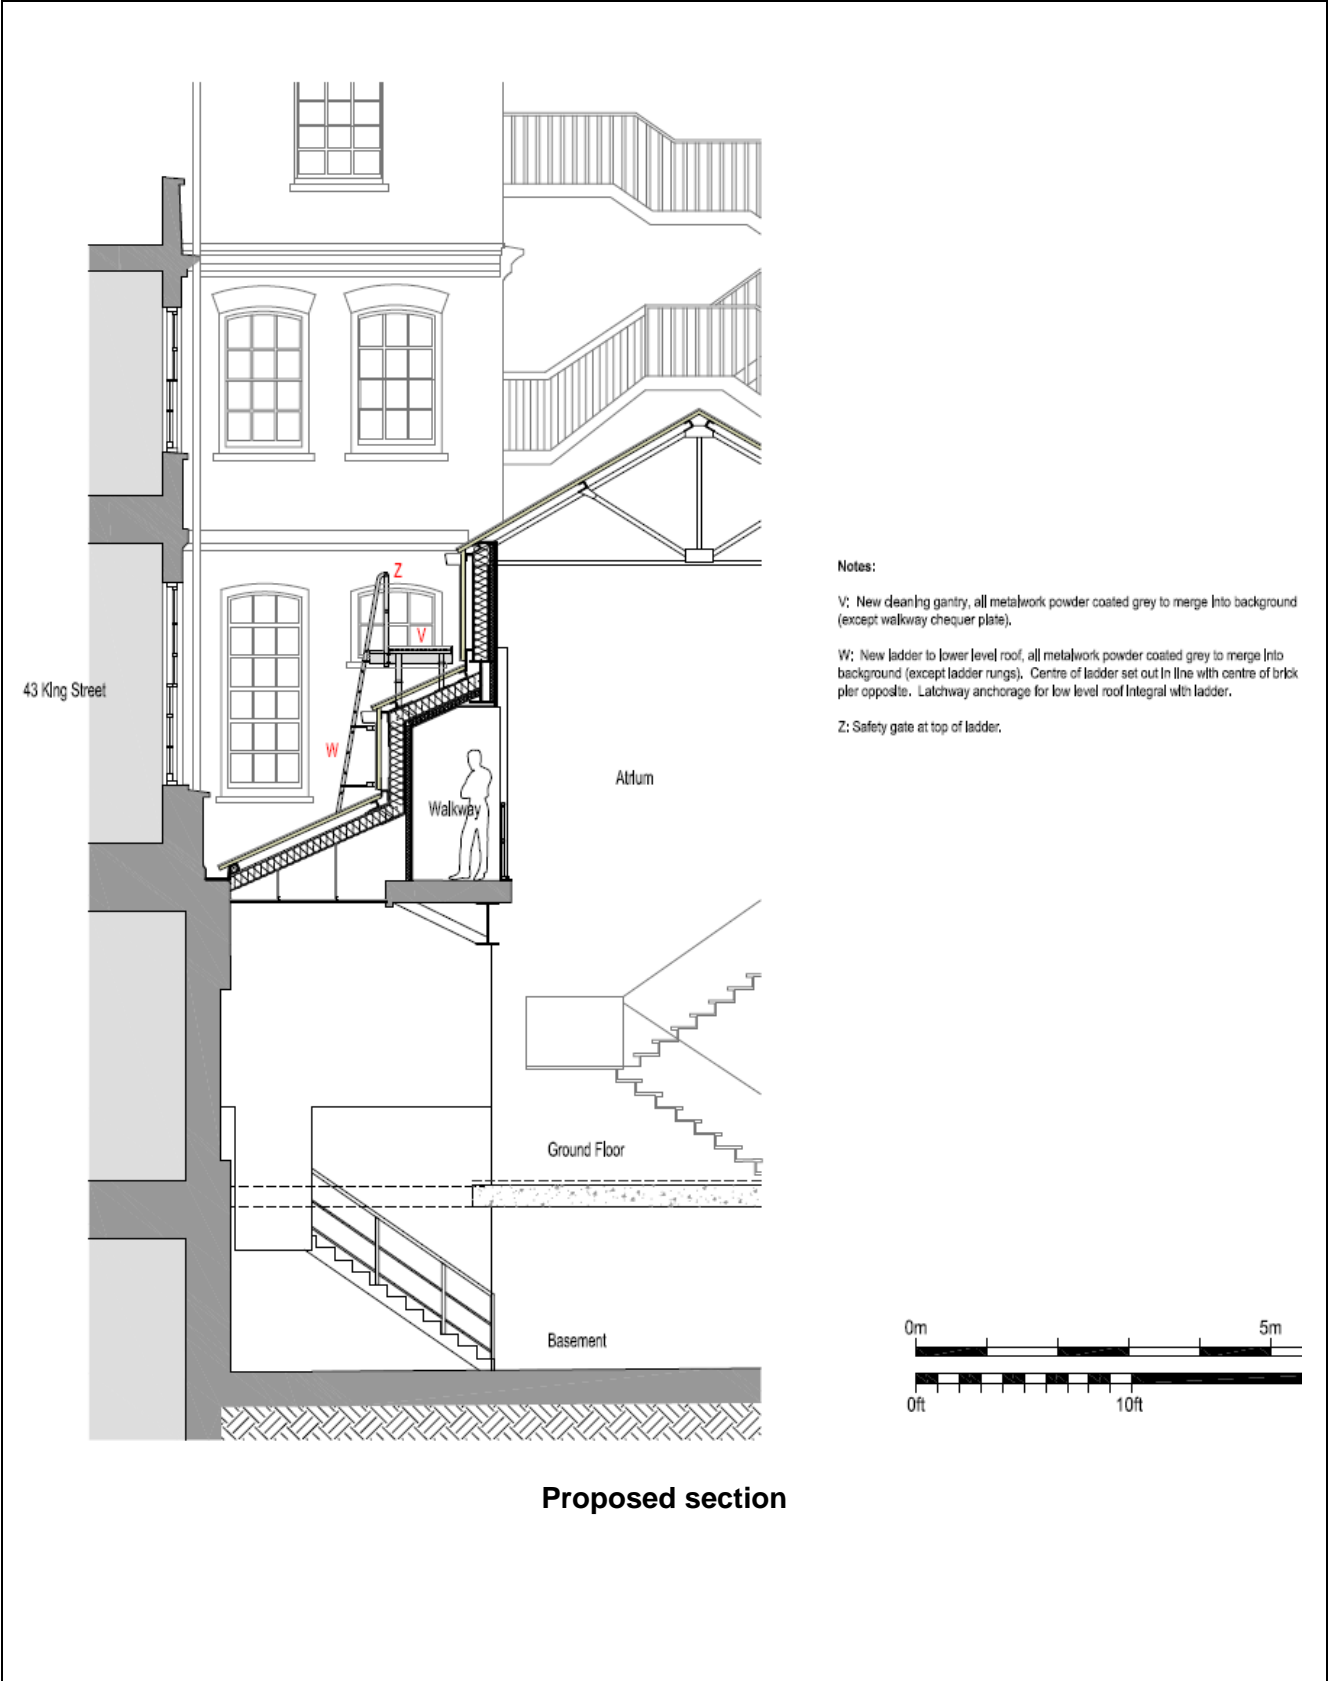 Z
V
43 King Street
W
Walkway
Atrium
Notes:
V: New cleaning gantry, all metalwork powder coated grey to merge into background
(except walkway chequer plate).
W: New ladder to lower level roof, all metalwork powder coated grey to merge into
background (except ladder rungs). Centre of ladder set out in line with centre of brick
pier opposite. Latchway anchorage for low level roof integral with ladder.
Z: Safety gate at top of ladder.
Ground Floor
Basement
0m 5m
0ft 10ft
Proposed section